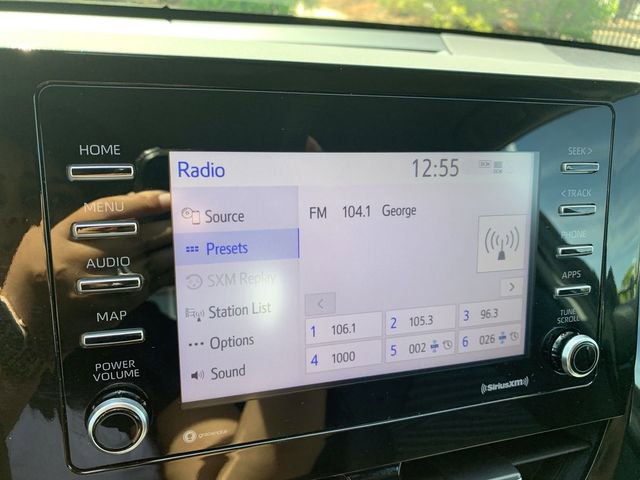 HOME
MENU
AUDIO
MAP
POWER
VOLUME
Radio
12:55
Source
Presets
SXM Replay
Station List
Options
Sound
FM 104.1 George
1 106.1
2 105.3
3 96.3
4 1000
5 002
6 026
SEEK >
< TRACK
PHONE
APPS
TUNE
SCROLL
gracenote
((SiriusXM))